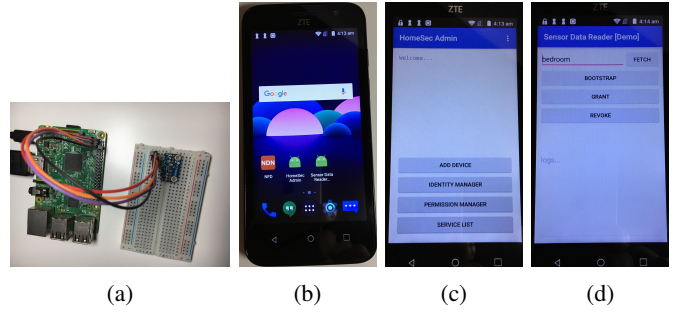 ZTE
4:13 am
Google
NDN
NFD
HomeSec
Admin
Sensor Data
Reader...
ZTE
4:13 am
HomeSec Admin
Welcome...
ADD DEVICE
IDENTITY MANAGER
PERMISSION MANAGER
SERVICE LIST
ZTE
4:14 am
Sensor Data Reader [Demo]
bedroom
FETCH
BOOTSTRAP
GRANT
REVOKE
logs...
(a)
(b)
(c)
(d)